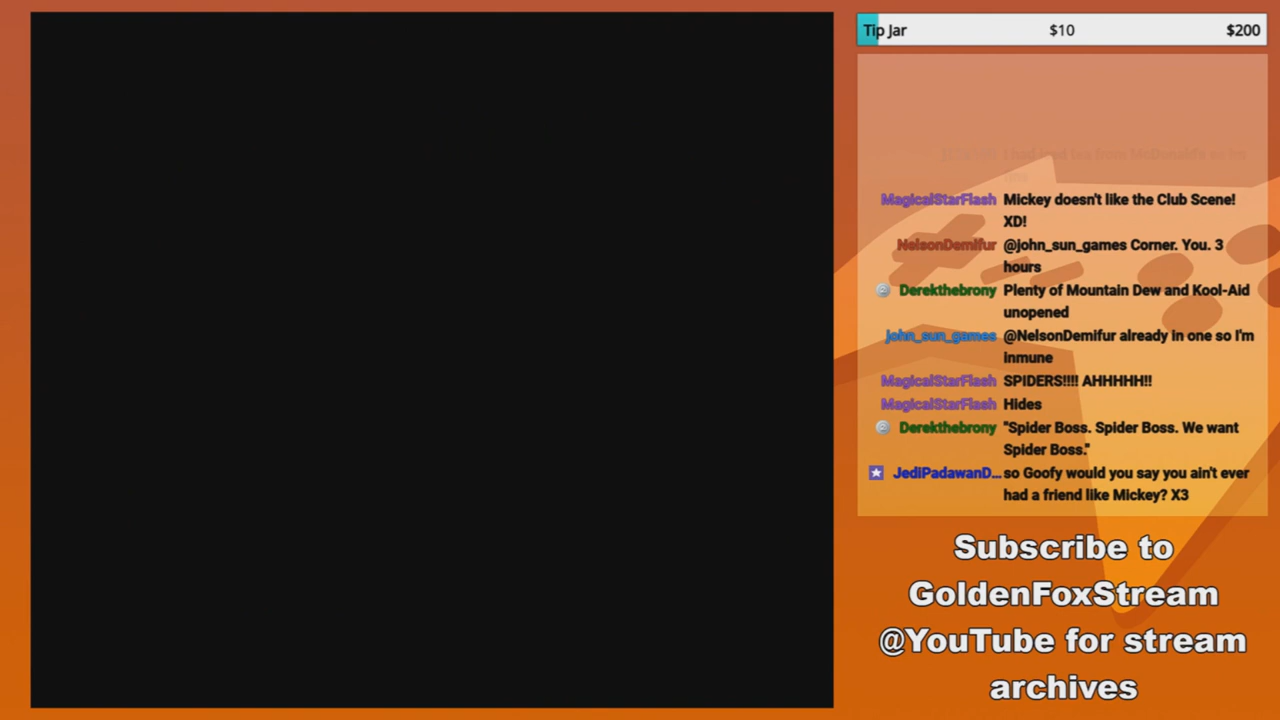 Tip Jar $10 $200
MagicalStarFlash Mickey doesn't like the Club Scene!
XD!
NelsonDemifur @john_sun_games Corner. You. 3
hours
Derekthebrony Plenty of Mountain Dew and Kool-Aid
unopened
john_sun_games @NelsonDemifur already in one so I'm
inmune
MagicalStarFlash SPIDERS!!!! AHHHHH!!
MagicalStarFlash Hides
Derekthebrony "Spider Boss. Spider Boss. We want
Spider Boss."
JediPadawanD... so Goofy would you say you ain't ever
had a friend like Mickey? X3
Subscribe to
GoldenFoxStream
@YouTube for stream
archives